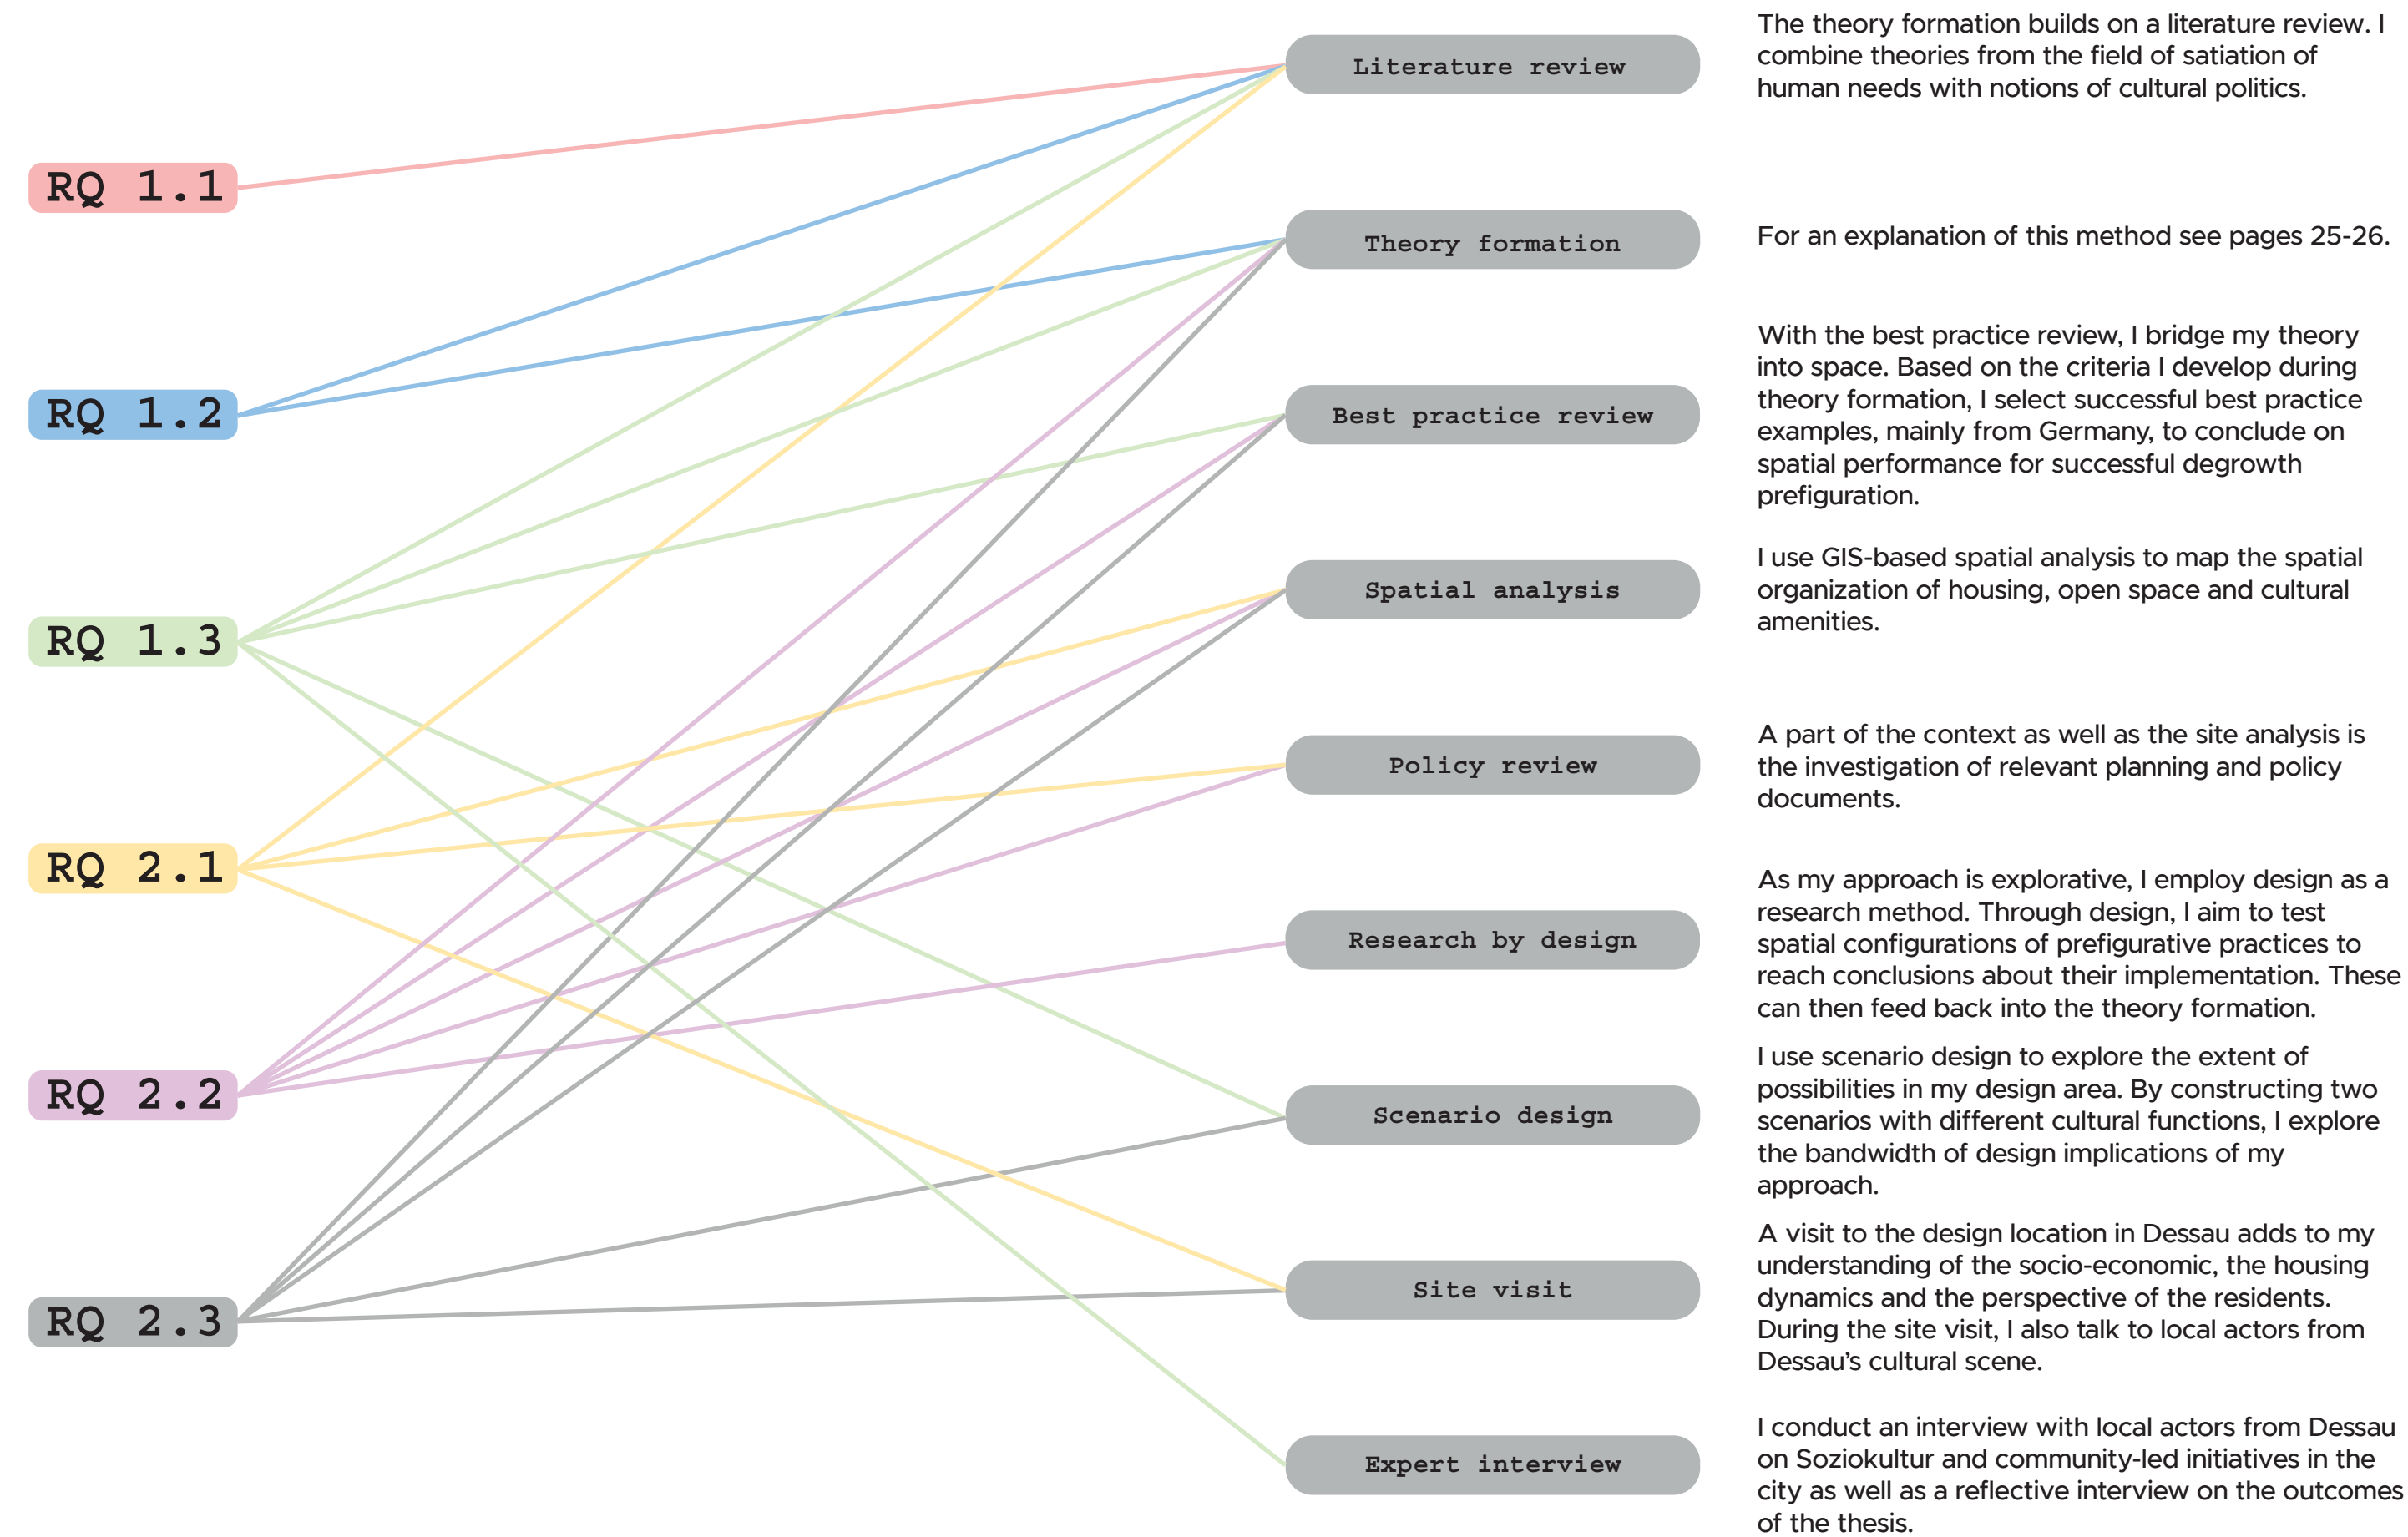 RQ 1.1
RQ 1.2
RQ 1.3
RQ 2.1
RQ 2.2
RQ 2.3
Literature review
The theory formation builds on a literature review. I
combine theories from the field of satiation of
human needs with notions of cultural politics.
Theory formation
For an explanation of this method see pages 25-26.
Best practice review
With the best practice review, I bridge my theory
into space. Based on the criteria I develop during
theory formation, I select successful best practice
examples, mainly from Germany, to conclude on
spatial performance for successful degrowth
prefiguration.
Spatial analysis
I use GIS-based spatial analysis to map the spatial
organization of housing, open space and cultural
amenities.
Policy review
A part of the context as well as the site analysis is
the investigation of relevant planning and policy
documents.
Research by design
As my approach is explorative, I employ design as a
research method. Through design, I aim to test
spatial configurations of prefigurative practices to
reach conclusions about their implementation. These
can then feed back into the theory formation.
Scenario design
I use scenario design to explore the extent of
possibilities in my design area. By constructing two
scenarios with different cultural functions, I explore
the bandwidth of design implications of my
approach.
Site visit
A visit to the design location in Dessau adds to my
understanding of the socio-economic, the housing
dynamics and the perspective of the residents.
During the site visit, I also talk to local actors from
Dessau’s cultural scene.
Expert interview
I conduct an interview with local actors from Dessau
on Soziokultur and community-led initiatives in the
city as well as a reflective interview on the outcomes
of the thesis.